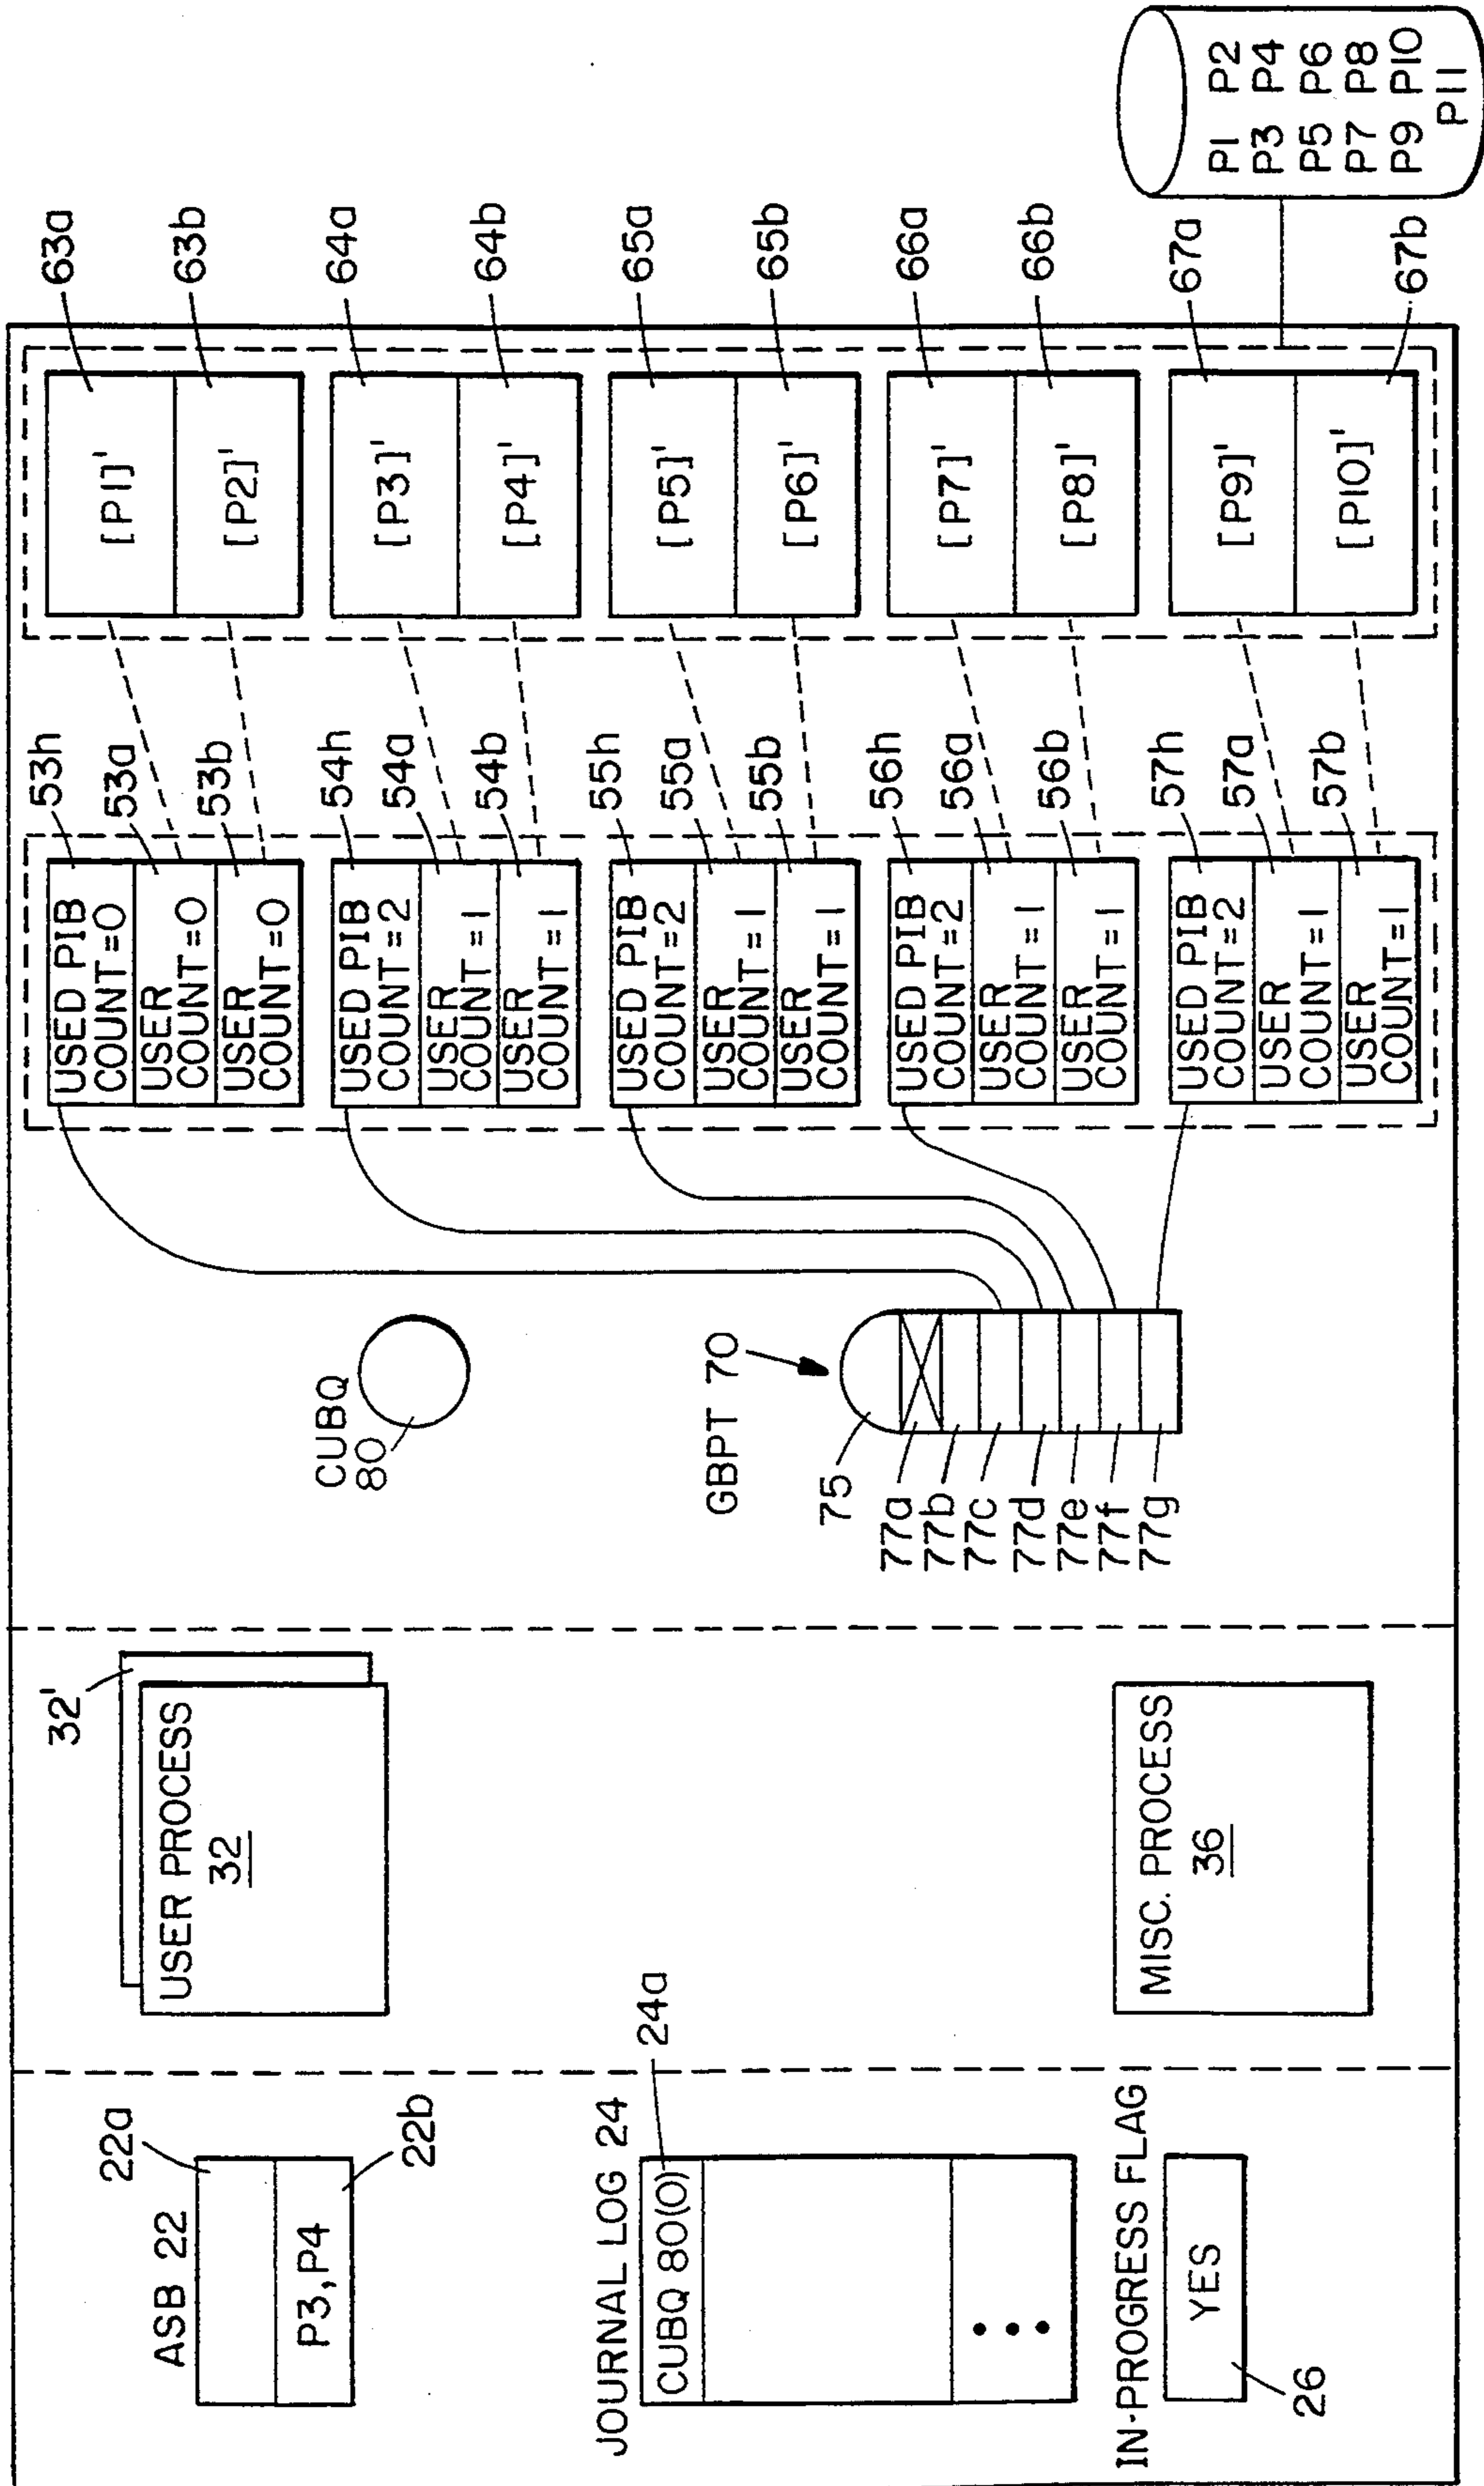 ASB 22
22a
P3,P4
22b
JOURNAL LOG 24
CUBQ 80(0)
24a
IN-PROGRESS FLAG
YES
26
32'
USER PROCESS
32
MISC. PROCESS
36
CUBQ
80
GBPT 70
75
77a
77b
77c
77d
77e
77f
77g
USED PIB
COUNT=0
USER
COUNT=0
USER
COUNT=0
53h
53a
53b
USED PIB
COUNT=2
USER
COUNT=1
USER
COUNT=1
54h
54a
54b
USED PIB
COUNT=2
USER
COUNT=1
USER
COUNT=1
55h
55a
55b
USED PIB
COUNT=2
USER
COUNT=1
USER
COUNT=1
56h
56a
56b
USED PIB
COUNT=2
USER
COUNT=1
USER
COUNT=1
57h
57a
57b
[P1]'
[P2]'
63a
63b
[P3]'
[P4]'
64a
64b
[P5]'
[P6]'
65a
65b
[P7]'
[P8]'
66a
66b
[P9]'
[P10]'
67a
67b
P1 P2
P3 P4
P5 P6
P7 P8
P9 P10
P11